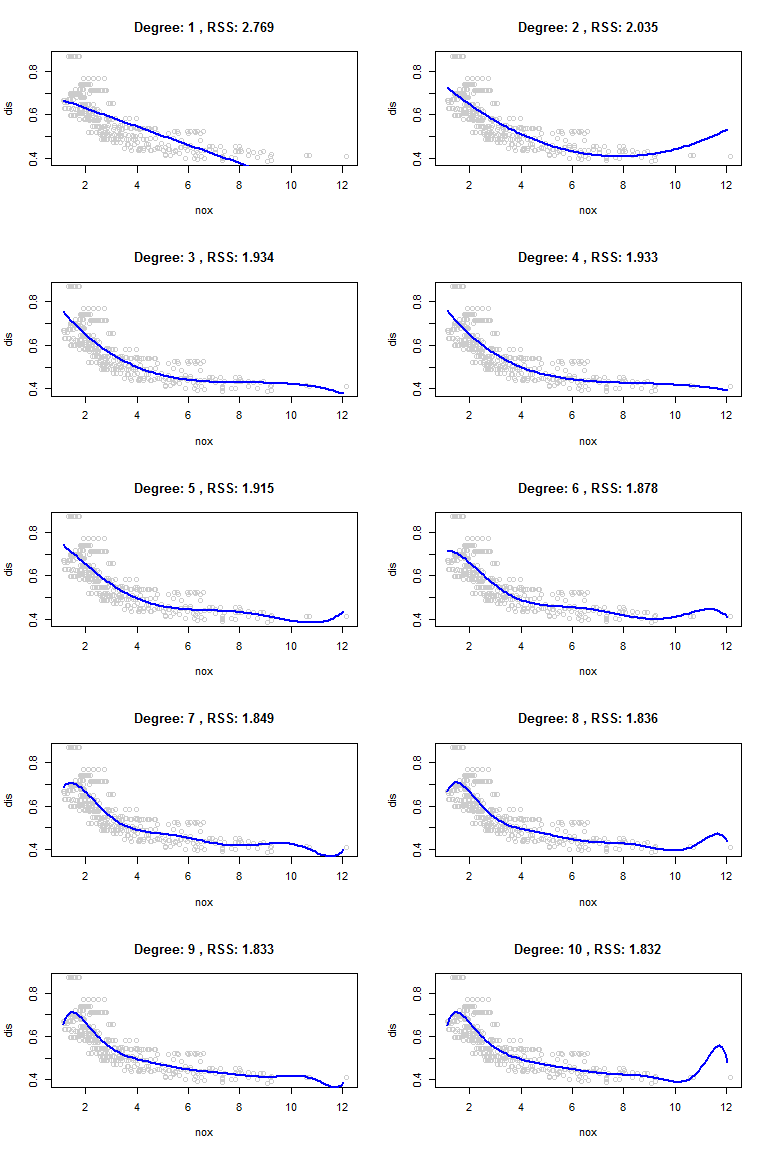 Degree: 1 , RSS: 2.769
Degree: 2 , RSS: 2.035
dis
0.4 0.6 0.8
2 4 6 8 10 12
nox
dis
0.4 0.6 0.8
2 4 6 8 10 12
nox
Degree: 3 , RSS: 1.934
Degree: 4 , RSS: 1.933
dis
0.4 0.6 0.8
2 4 6 8 10 12
nox
dis
0.4 0.6 0.8
2 4 6 8 10 12
nox
Degree: 5 , RSS: 1.915
Degree: 6 , RSS: 1.878
dis
0.4 0.6 0.8
2 4 6 8 10 12
nox
dis
0.4 0.6 0.8
2 4 6 8 10 12
nox
Degree: 7 , RSS: 1.849
Degree: 8 , RSS: 1.836
dis
0.4 0.6 0.8
2 4 6 8 10 12
nox
dis
0.4 0.6 0.8
2 4 6 8 10 12
nox
Degree: 9 , RSS: 1.833
Degree: 10 , RSS: 1.832
dis
0.4 0.6 0.8
2 4 6 8 10 12
nox
dis
0.4 0.6 0.8
2 4 6 8 10 12
nox